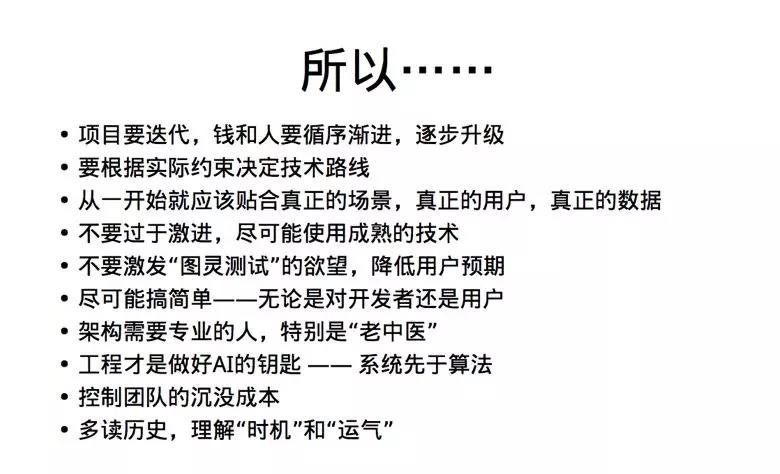 所以……
• 项目要迭代，钱和人要循序渐进，逐步升级
• 要根据实际约束决定技术路线
• 从一开始就应该贴合真正的场景，真正的用户，真正的数据
• 不要过于激进，尽可能使用成熟的技术
• 不要激发“图灵测试”的欲望，降低用户预期
• 尽可能搞简单——无论是对开发者还是用户
• 架构需要专业的人，特别是“老中医”
• 工程才是做好AI的钥匙 —— 系统先于算法
• 控制团队的沉没成本
• 多读历史，理解“时机”和“运气”